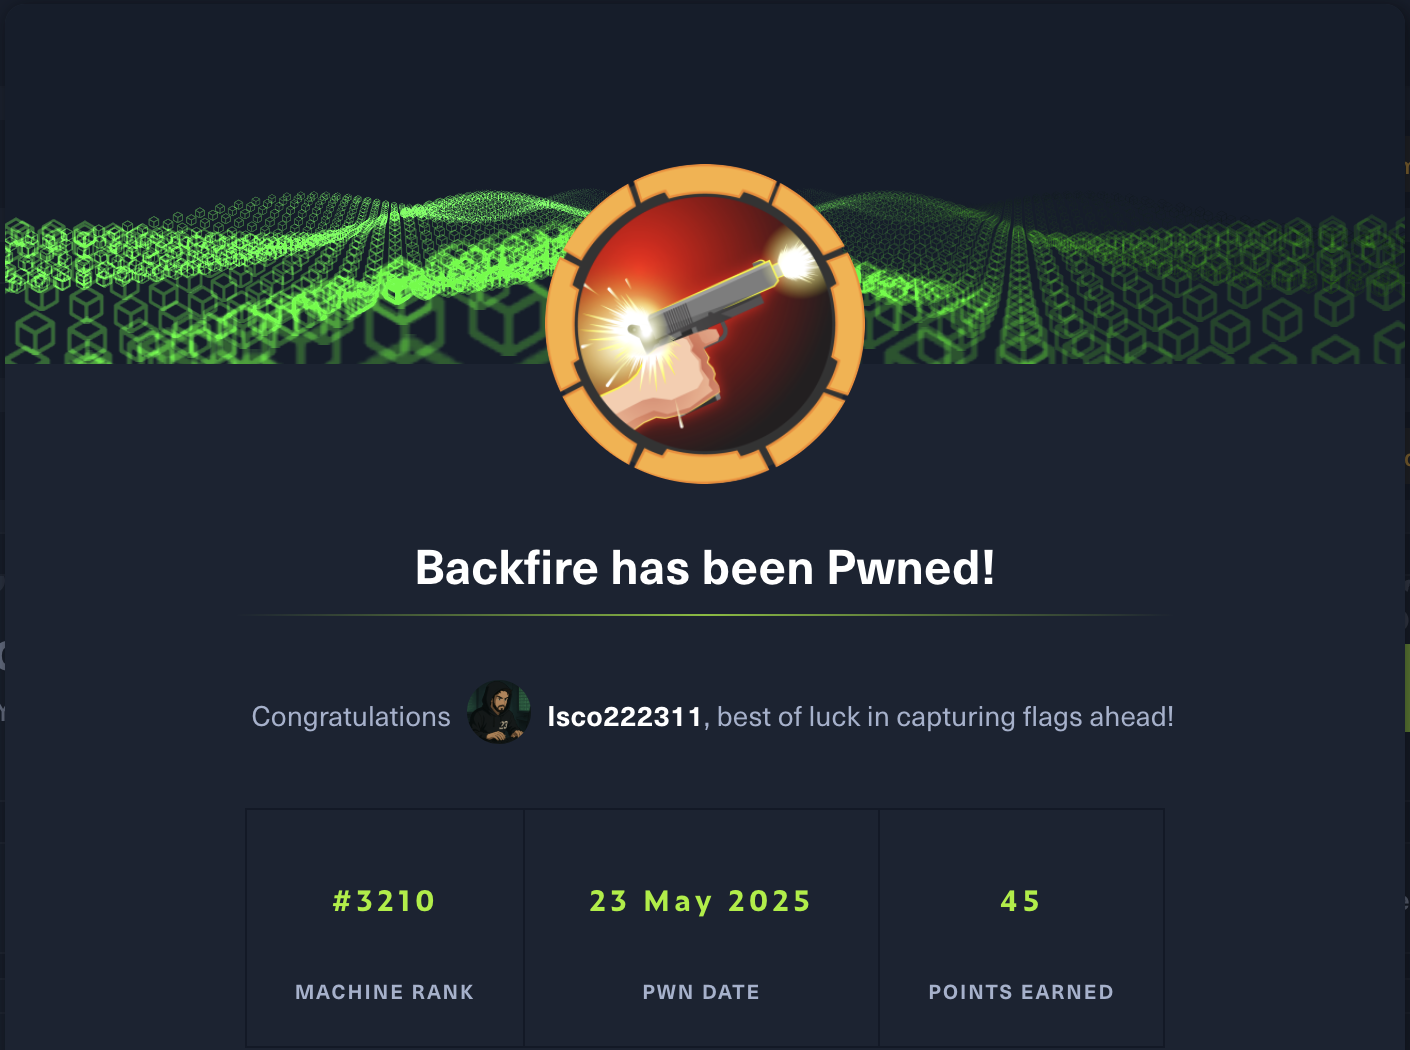 Backfire has been Pwned!
Congratulations lsco222311, best of luck in capturing flags ahead!
#3210 23 May 2025 45
MACHINE RANK PWN DATE POINTS EARNED